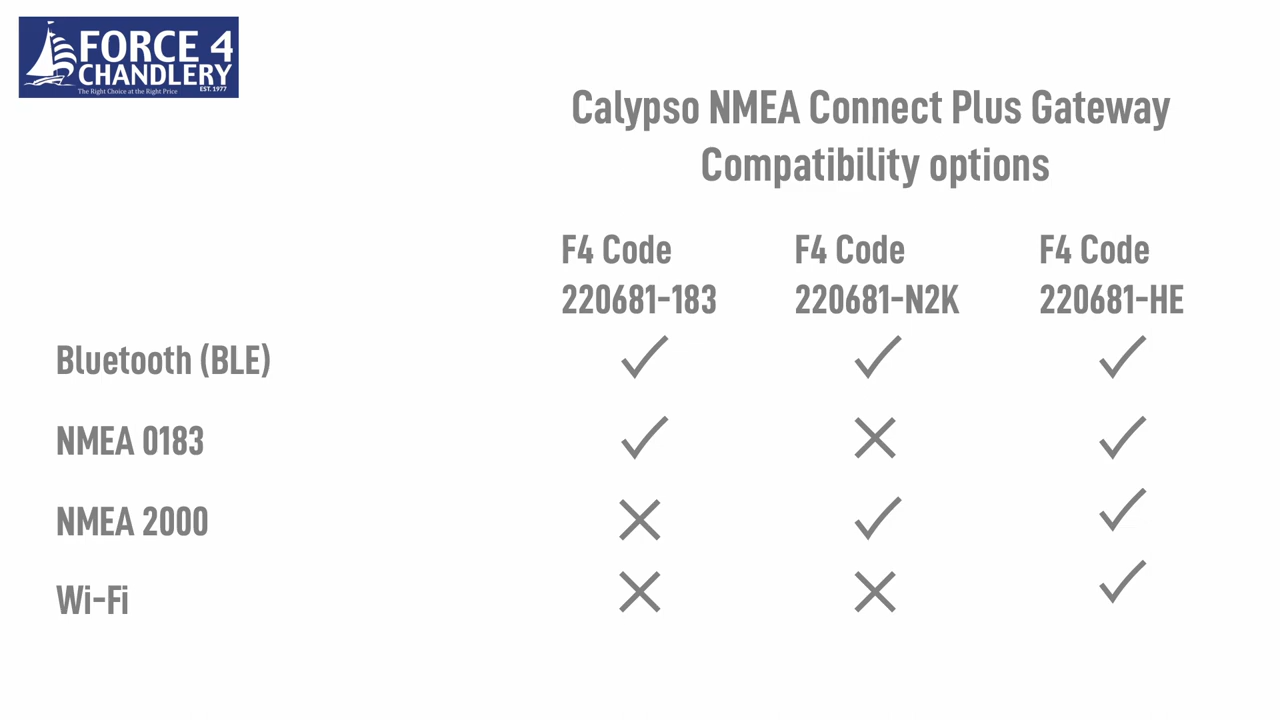 FORCE 4
CHANDLERY
EST. 1977
The Right Choice at the Right Price
Calypso NMEA Connect Plus Gateway
Compatibility options
F4 Code F4 Code F4 Code
220681-183 220681-N2K 220681-HE
Bluetooth (BLE)
NMEA 0183
NMEA 2000
Wi-Fi